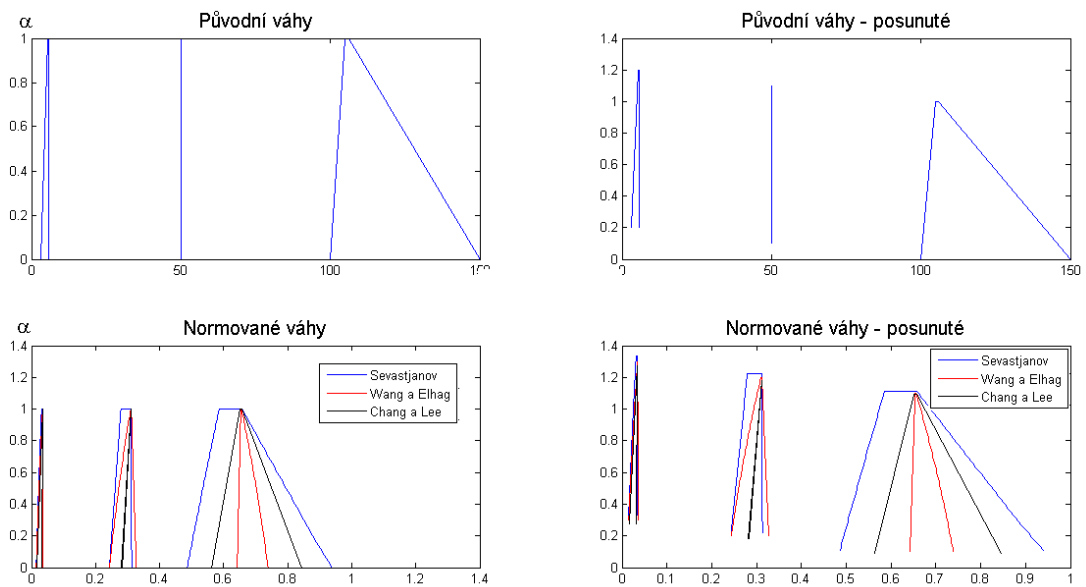 α
Původní váhy
1
0.8
0.6
0.4
0.2
0
0 50 100 150
Původní váhy - posunuté
1.4
1.2
1
0.8
0.6
0.4
0.2
0
0 50 100 150
α
Normované váhy
1.4
1.2
1
0.8
0.6
0.4
0.2
0
0 0.2 0.4 0.6 0.8 1 1.2 1.4
Sevastjanov
Wang a Elhag
Chang a Lee
Normované váhy - posunuté
1.4
1.2
1
0.8
0.6
0.4
0.2
0
0 0.1 0.2 0.3 0.4 0.5 0.6 0.7 0.8 0.9 1
Sevastjanov
Wang a Elhag
Chang a Lee